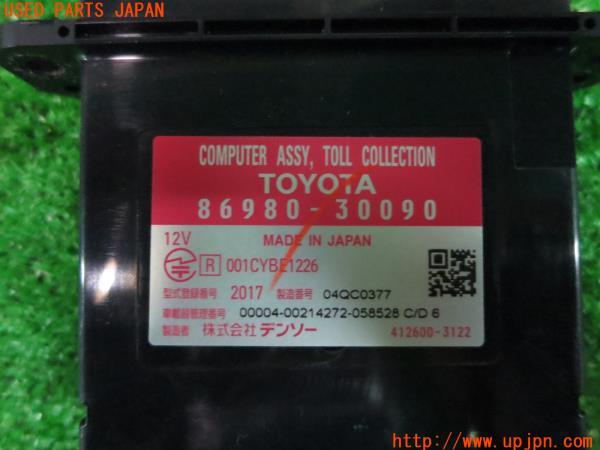 USED PARTS JAPAN
COMPUTER ASSY, TOLL COLLECTION
TOYOTA
86980-30090
12V MADE IN JAPAN
R 001CYBE1226
型式登録番号 2017 製造番号 04QC0377
車載器管理番号 00004-00214272-058528 C/D 6
製造者 株式会社 デンソー 412600-3122
http://www.upjpn.com/